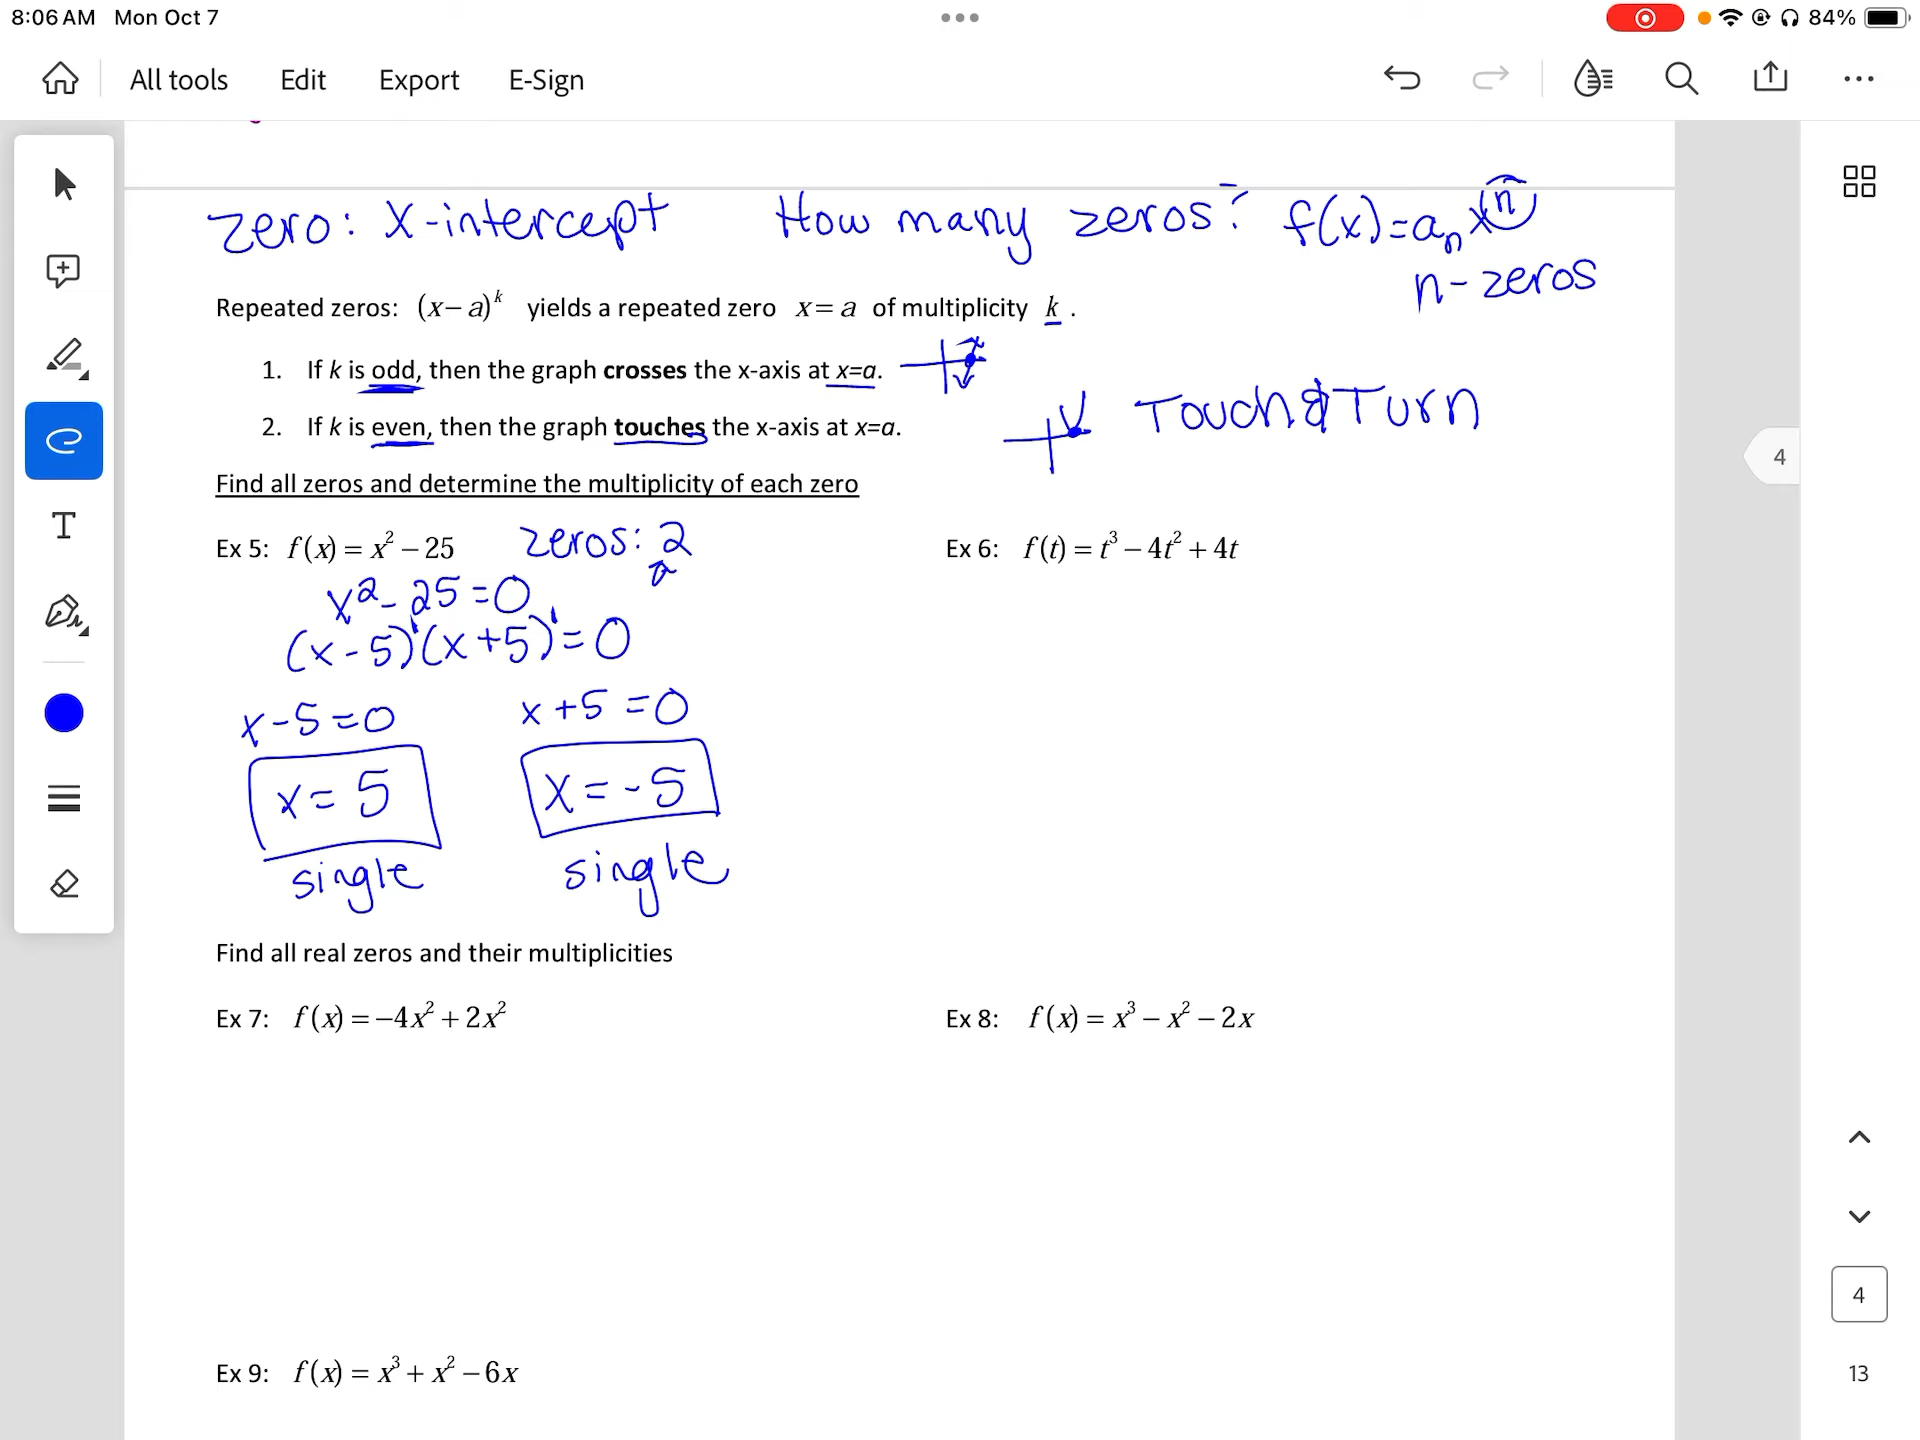 8:06 AM Mon Oct 7
84%
All tools Edit Export E-Sign
zero: x-intercept How many zeros? f(x)=aₙxⁿ
n-zeros
Repeated zeros: (x−a)ᵏ yields a repeated zero x=a of multiplicity k.
1. If k is odd, then the graph crosses the x-axis at x=a.
2. If k is even, then the graph touches the x-axis at x=a.
Touch & Turn
4
Find all zeros and determine the multiplicity of each zero
Ex 5: f(x) = x² − 25 zeros: 2
Ex 6: f(t) = t³ − 4t² + 4t
x² - 25 = 0
(x-5)¹(x+5)¹ = 0
x-5=0 x+5=0
x=5 x=-5
single single
Find all real zeros and their multiplicities
Ex 7: f(x) = −4x² + 2x²
Ex 8: f(x) = x³ − x² − 2x
4
Ex 9: f(x) = x³ + x² − 6x
13